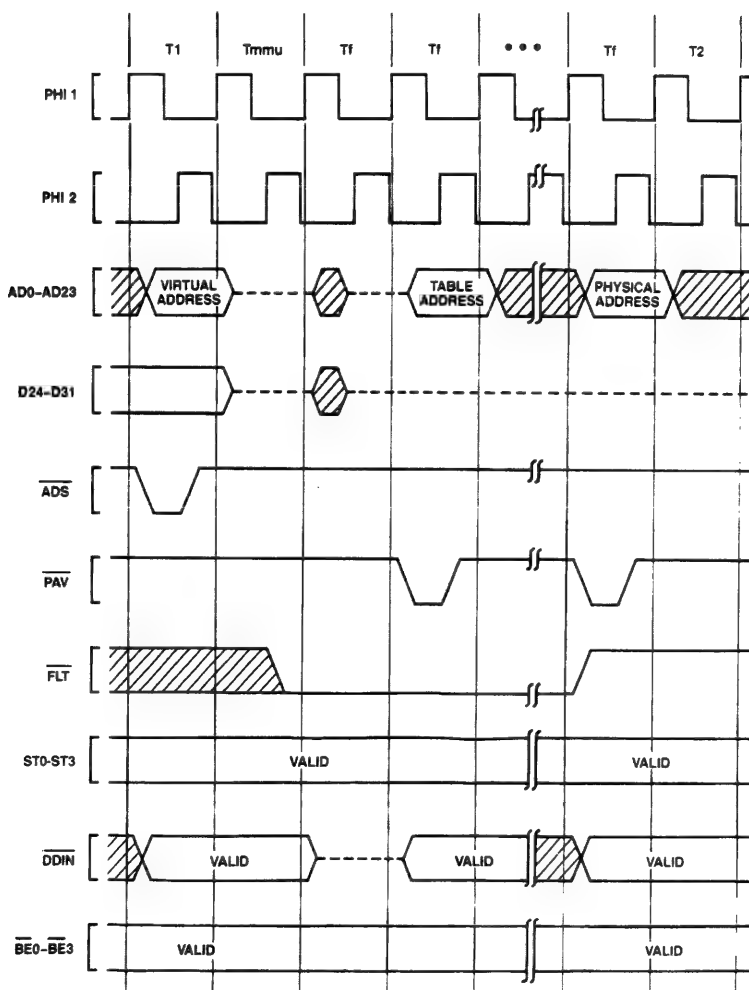 T1 Tmmu Tf Tf ••• Tf T2
PHI 1
PHI 2
AD0–AD23
VIRTUAL
ADDRESS
TABLE
ADDRESS
PHYSICAL
ADDRESS
D24–D31
ADS
PAV
FLT
ST0-ST3
VALID
VALID
DDIN
VALID
VALID
VALID
BE0–BE3
VALID
VALID